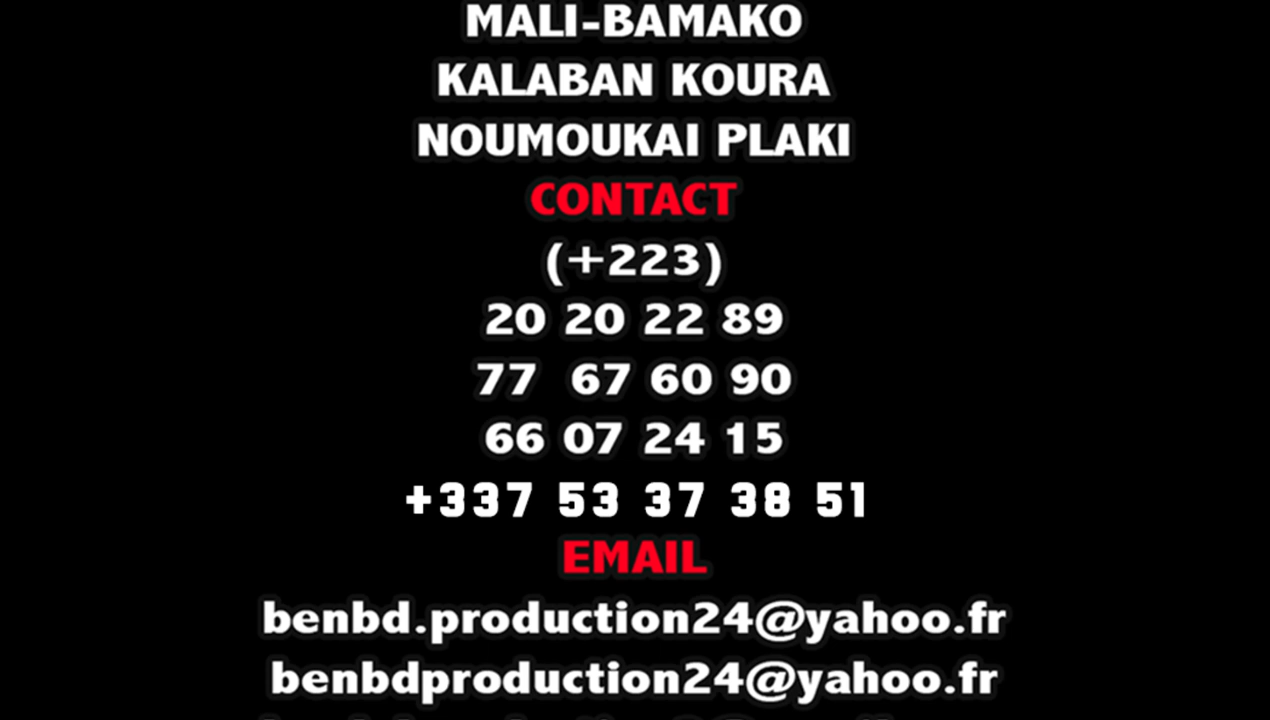 MALI-BAMAKO
KALABAN KOURA
NOUMOUKAI PLAKI
CONTACT
(+223)
20 20 22 89
77 67 60 90
66 07 24 15
+337 53 37 38 51
EMAIL
benbd.production24@yahoo.fr
benbdproduction24@yahoo.fr